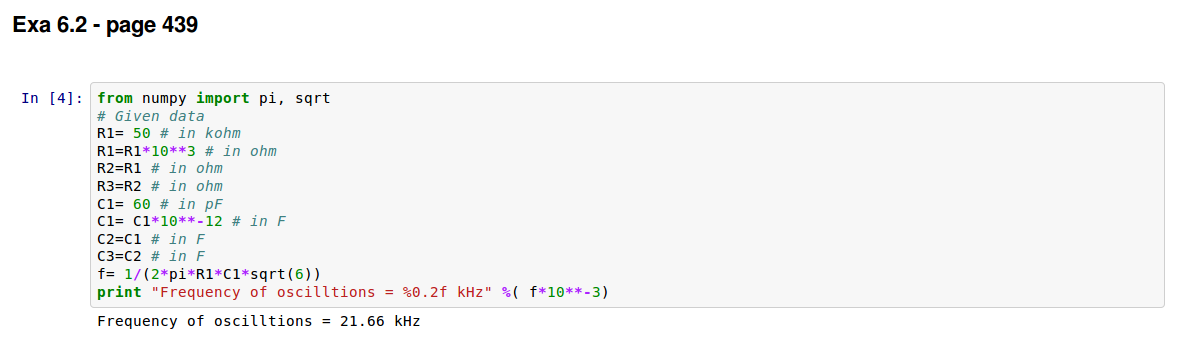 Exa 6.2 - page 439
In [4]: from numpy import pi, sqrt
# Given data
R1= 50 # in kohm
R1=R1*10**3 # in ohm
R2=R1 # in ohm
R3=R2 # in ohm
C1= 60 # in pF
C1= C1*10**-12 # in F
C2=C1 # in F
C3=C2 # in F
f= 1/(2*pi*R1*C1*sqrt(6))
print "Frequency of oscilltions = %0.2f kHz" %( f*10**-3)
Frequency of oscilltions = 21.66 kHz